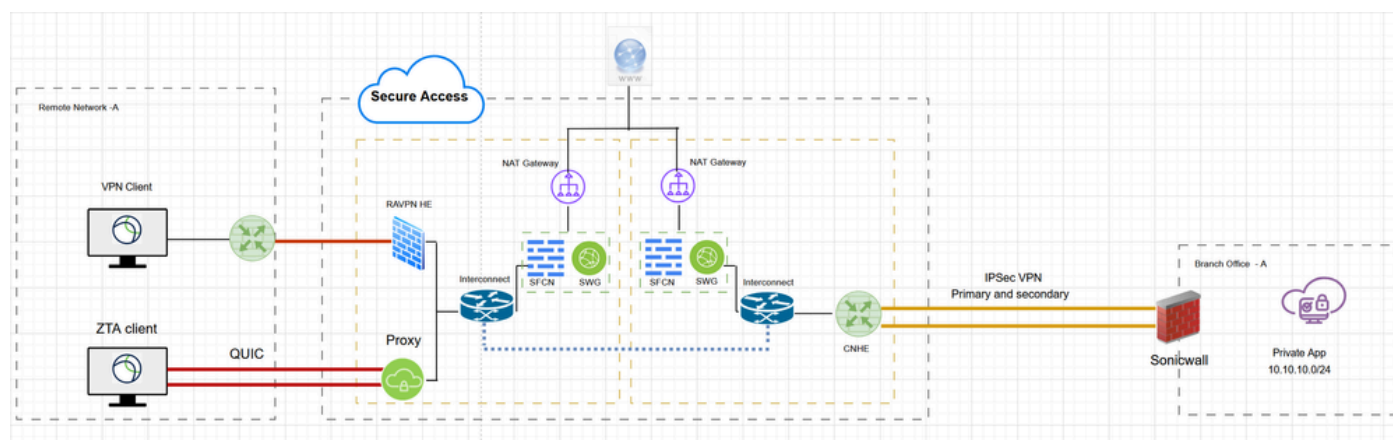 WWW
Secure Access
Remote Network -A
NAT Gateway
NAT Gateway
VPN Client
RAVPN HE
Interconnect
SFCN
SWG
SFCN
SWG
Interconnect
IPSec VPN
Primary and secondary
Branch Office - A
ZTA client
QUIC
Proxy
CNHE
Sonicwall
Private App
10.10.10.0/24